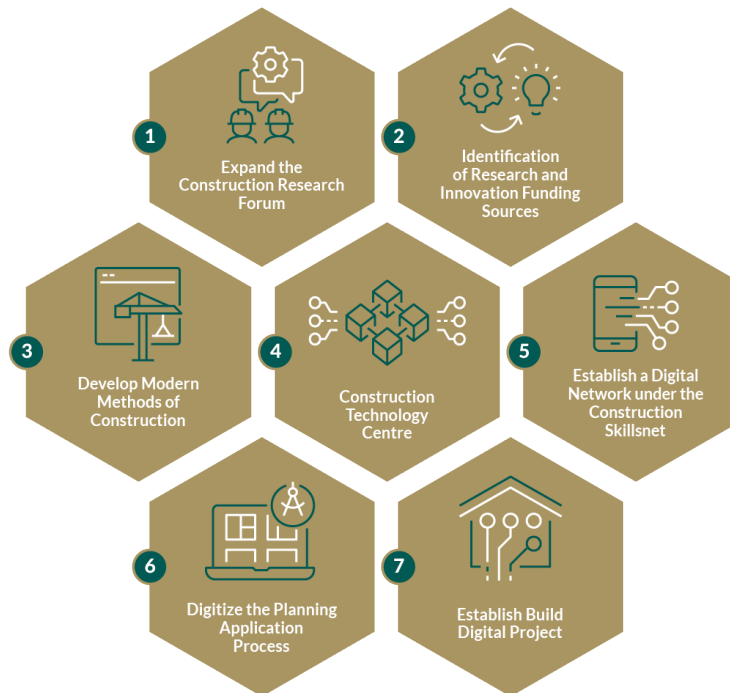 1
Expand the
Construction Research
Forum
2
Identification
of Research and
Innovation Funding
Sources
3
Develop Modern
Methods of
Construction
4
Construction
Technology
Centre
5
Establish a Digital
Network under the
Construction
Skillsnet
6
Digitize the Planning
Application
Process
7
Establish Build
Digital Project